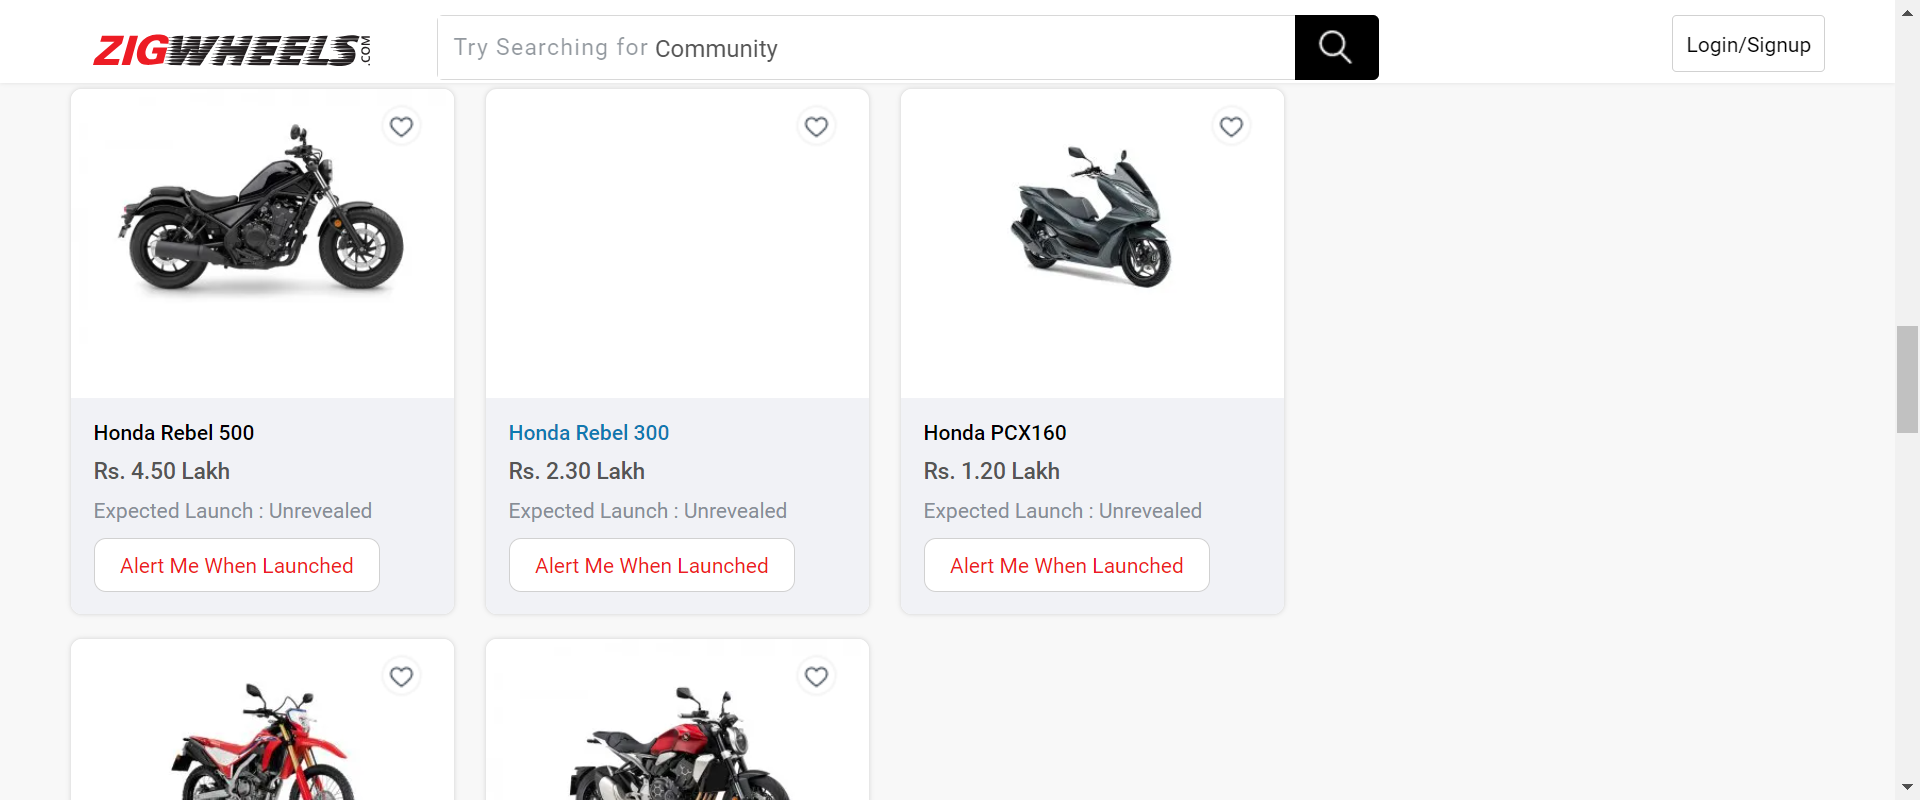 ZIGWHEELS.COM
Try Searching for Community
Login/Signup
Honda Rebel 500
Rs. 4.50 Lakh
Expected Launch : Unrevealed
Alert Me When Launched
Honda Rebel 300
Rs. 2.30 Lakh
Expected Launch : Unrevealed
Alert Me When Launched
Honda PCX160
Rs. 1.20 Lakh
Expected Launch : Unrevealed
Alert Me When Launched